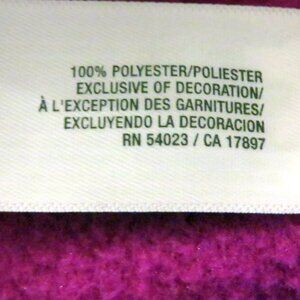 100% POLYESTER/POLIESTER
EXCLUSIVE OF DECORATION/
À L'EXCEPTION DES GARNITURES/
EXCLUYENDO LA DECORACION
RN 54023 / CA 17897